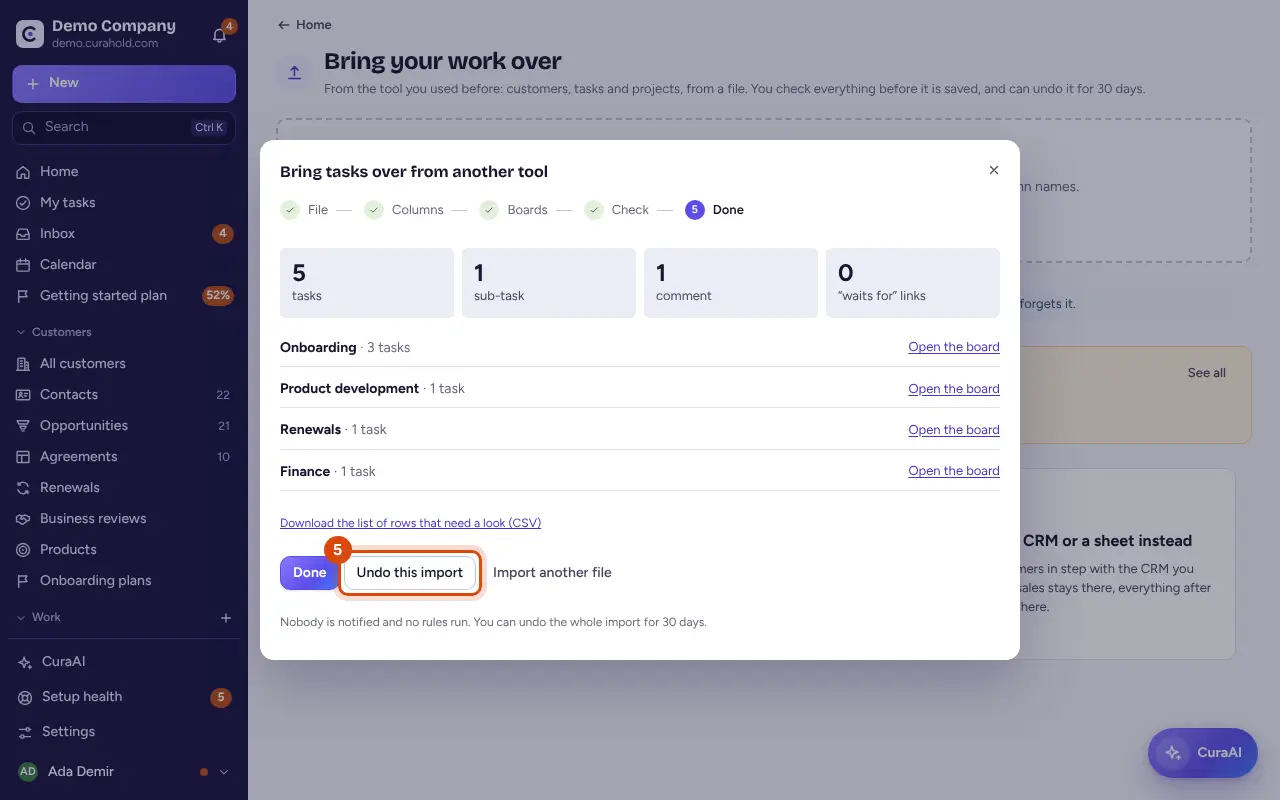 Demo Company
demo.curahold.com
4
New
Search
Ctrl K
Home
My tasks
Inbox
4
Calendar
Getting started plan
52%
Customers
All customers
Contacts
22
Opportunities
21
Agreements
10
Renewals
Business reviews
Products
Onboarding plans
Work
CuraAI
Setup health
5
Settings
AD
Ada Demir
Home
Bring your work over
From the tool you used before: customers, tasks and projects, from a file. You check everything before it is saved, and can undo it for 30 days.
names.
forgets it.
See all
CRM or a sheet instead
in step with the CRM you
stays there, everything after
here.
Bring tasks over from another tool
File
Columns
Boards
Check
5
Done
5
tasks
1
sub-task
1
comment
0
“waits for” links
Onboarding · 3 tasks
Open the board
Product development · 1 task
Open the board
Renewals · 1 task
Open the board
Finance · 1 task
Open the board
Download the list of rows that need a look (CSV)
5
Done
Undo this import
Import another file
Nobody is notified and no rules run. You can undo the whole import for 30 days.
CuraAI